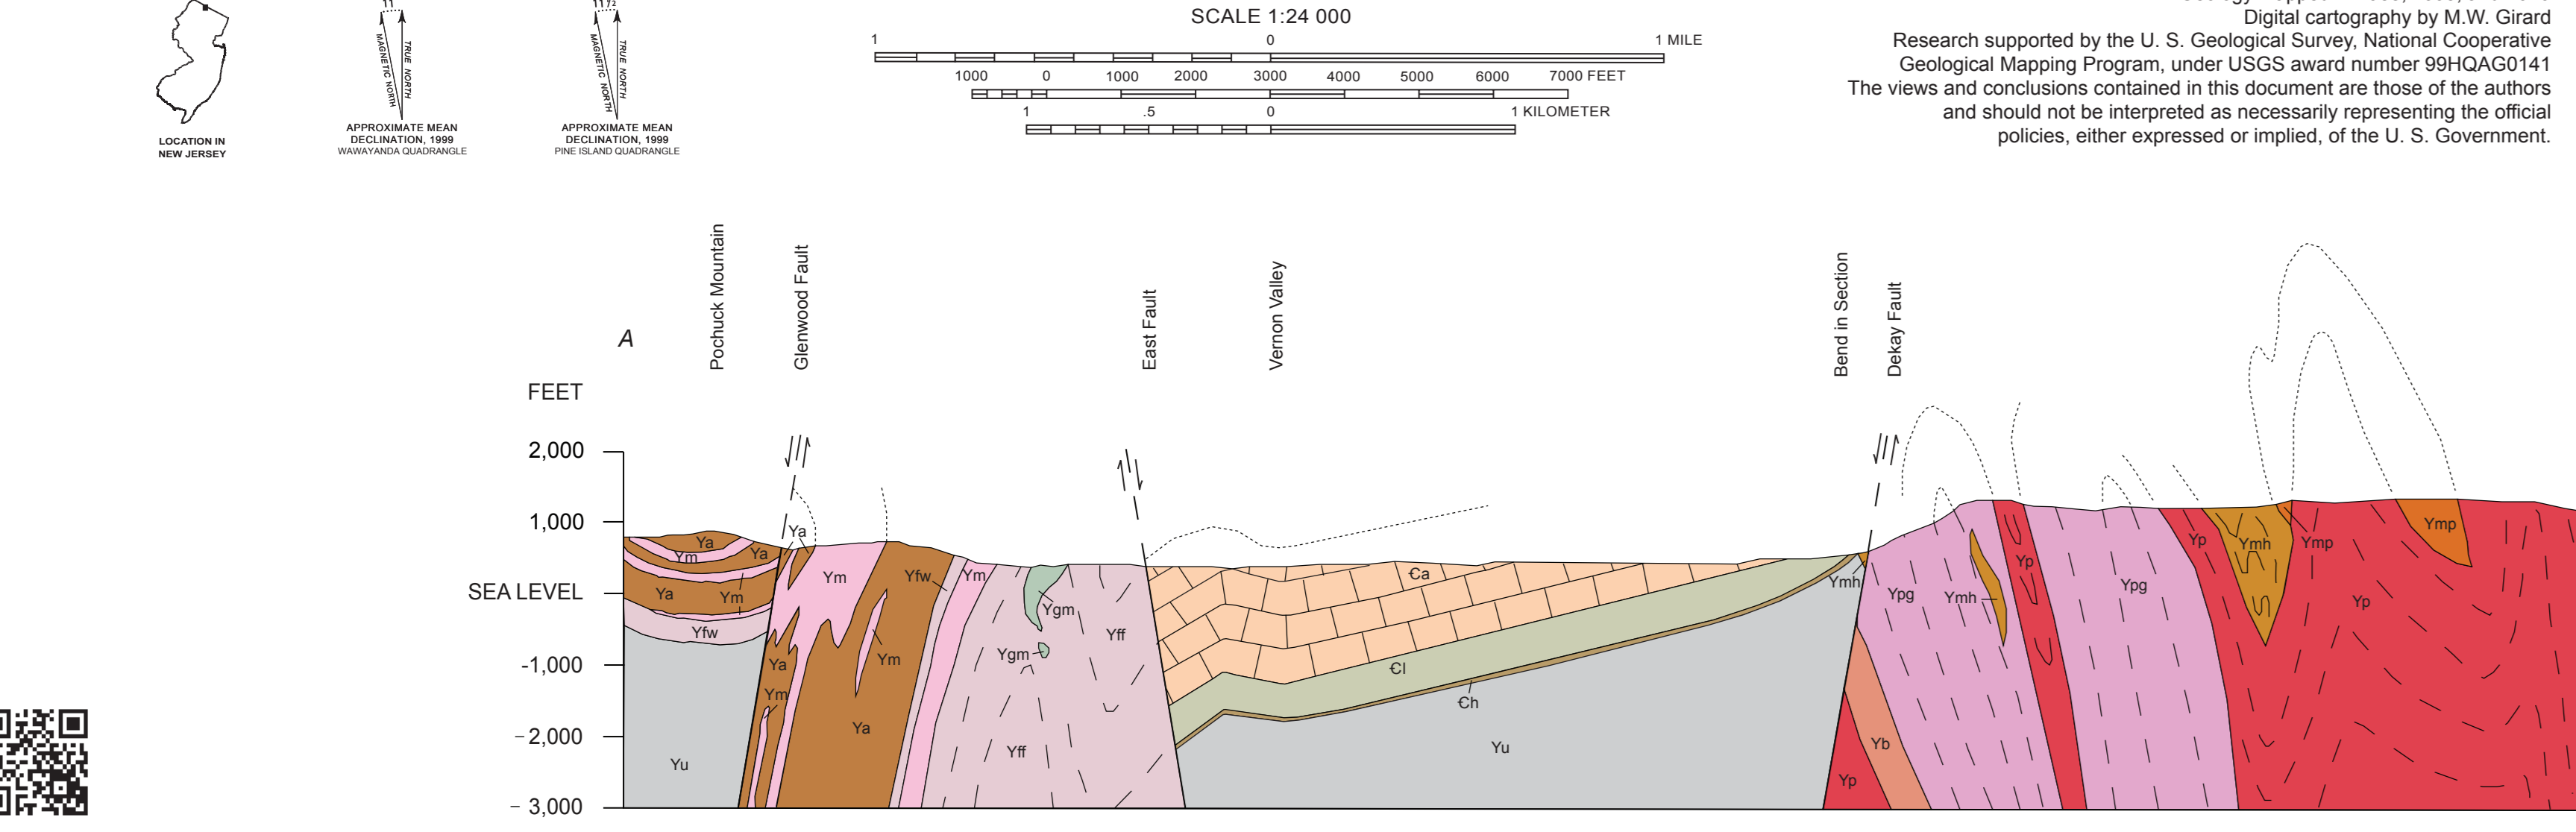 SCALE 1:24 000
1 0 1 MILE
1000 0 1000 2000 3000 4000 5000 6000 7000 FEET
1 .5 0 1 KILOMETER
Digital cartography by M.W. Girard
Research supported by the U. S. Geological Survey, National Cooperative
Geological Mapping Program, under USGS award number 99HQAG0141
The views and conclusions contained in this document are those of the authors
and should not be interpreted as necessarily representing the official
policies, either expressed or implied, of the U. S. Government.
LOCATION IN
NEW JERSEY
MAGNETIC NORTH
TRUE NORTH
APPROXIMATE MEAN
DECLINATION, 1999
WAWAYANDA QUADRANGLE
MAGNETIC NORTH
TRUE NORTH
APPROXIMATE MEAN
DECLINATION, 1999
PINE ISLAND QUADRANGLE
A
Pochuck Mountain
Glenwood Fault
East Fault
Vernon Valley
Bend in Section
Dekay Fault
FEET
2,000
1,000
SEA LEVEL
-1,000
-2,000
-3,000
Ya
Ym
Ya
Ya
Ym
Yfw
Yu
Ya
Ym
Ya
Ym
Ym
Ya
Yfw
Ym
Ygm
Ygm
Yff
Yff
Ꞓa
Ꞓl
Ꞓh
Yu
Ymh
Ypg
Ymh
Yp
Yb
Yp
Ypg
Yp
Ymh
Ymp
Yp
Ymp